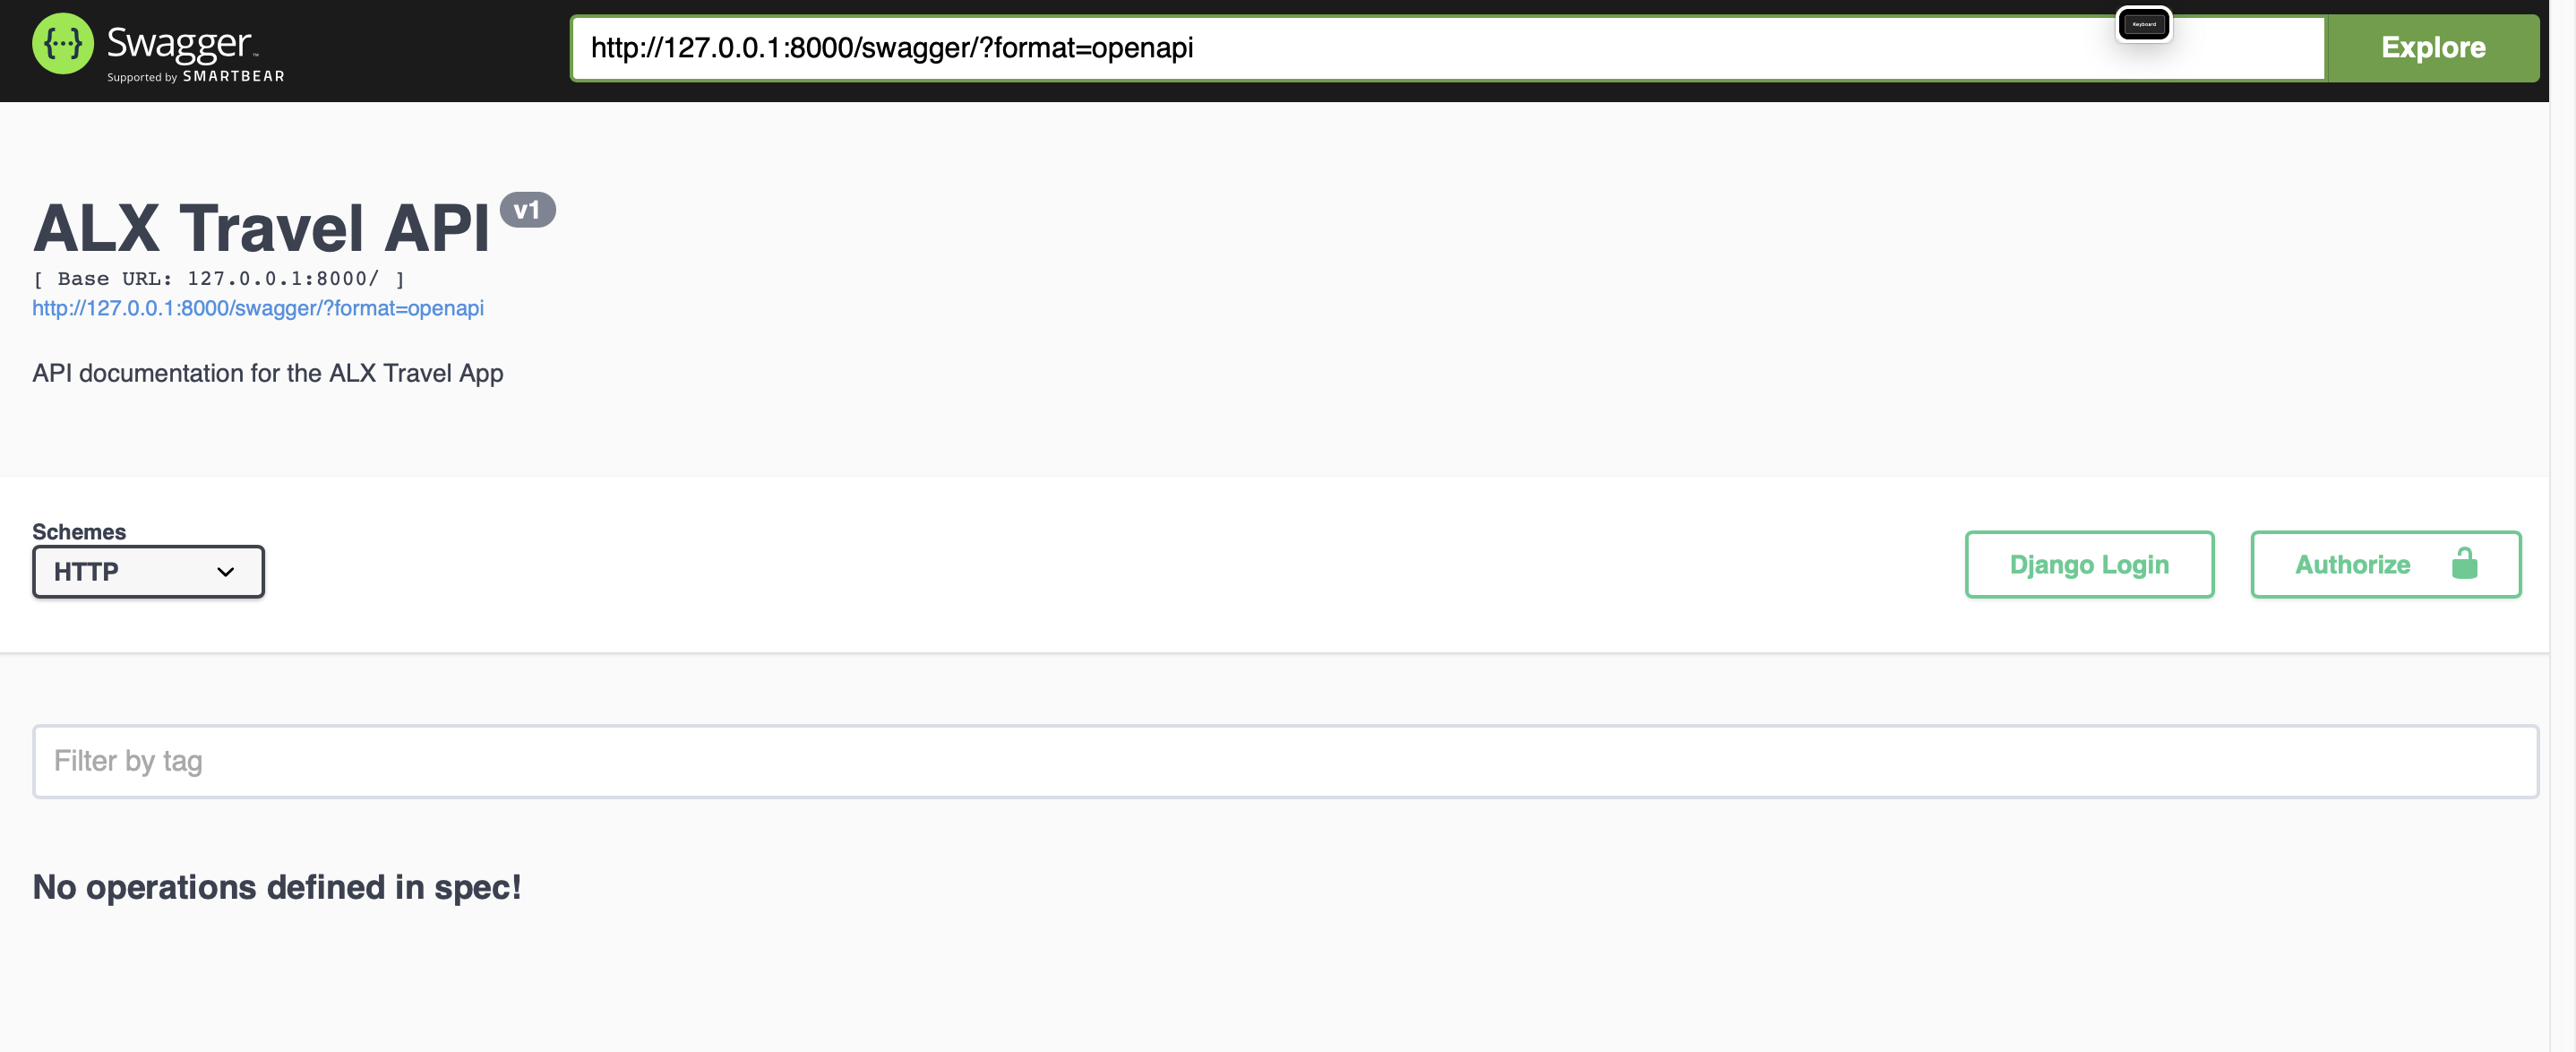 {...} Swagger™
Supported by SMARTBEAR
http://127.0.0.1:8000/swagger/?format=openapi
Keyboard
Explore
ALX Travel API v1
[ Base URL: 127.0.0.1:8000/ ]
http://127.0.0.1:8000/swagger/?format=openapi
API documentation for the ALX Travel App
Schemes
HTTP
Django Login
Authorize
Filter by tag
No operations defined in spec!